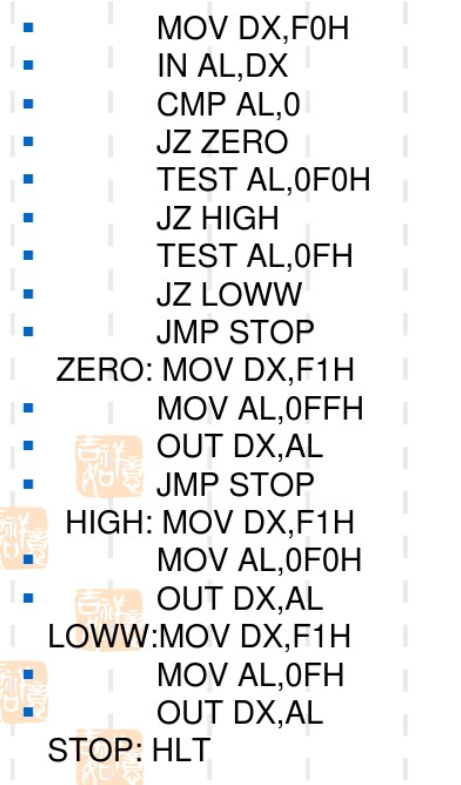 MOV DX,F0H
IN AL,DX
CMP AL,0
JZ ZERO
TEST AL,0F0H
JZ HIGH
TEST AL,0FH
JZ LOWW
JMP STOP
ZERO: MOV DX,F1H
MOV AL,0FFH
OUT DX,AL
JMP STOP
HIGH: MOV DX,F1H
MOV AL,0F0H
OUT DX,AL
LOWW:MOV DX,F1H
MOV AL,0FH
OUT DX,AL
STOP: HLT